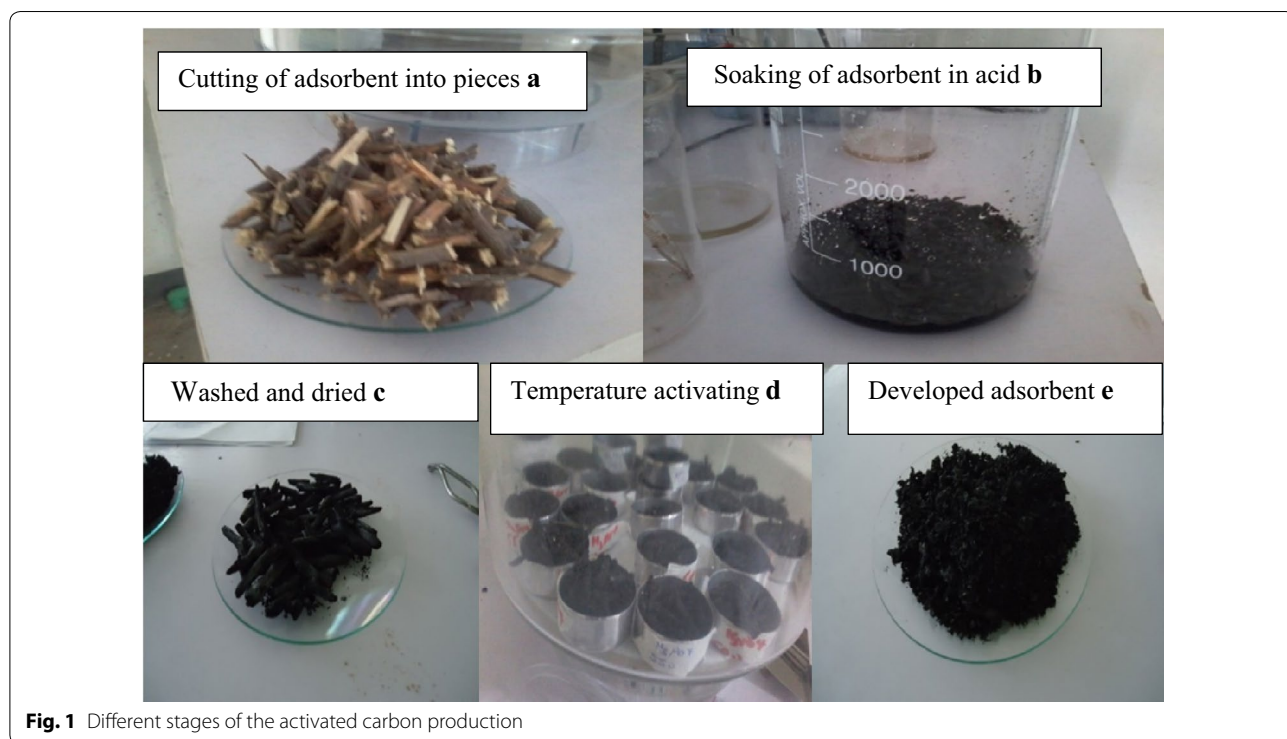 Cutting of adsorbent into pieces a
Soaking of adsorbent in acid b
2000
1000
Washed and dried c
Temperature activating d
Developed adsorbent e
Fig. 1 Different stages of the activated carbon production